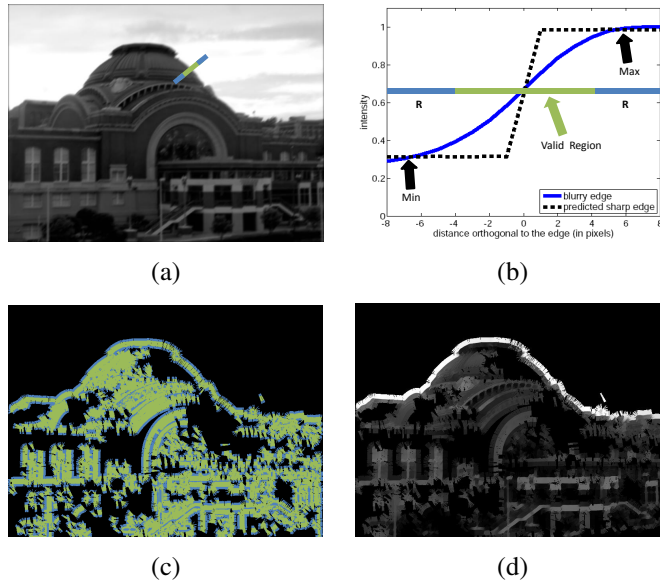 (a)
1
0.8
0.6
0.4
0.2
0
intensity
R
R
Max
Min
Valid Region
blurry edge
predicted sharp edge
-8 -6 -4 -2 0 2 4 6 8
distance orthogonal to the edge (in pixels)
(b)
(c)
(d)